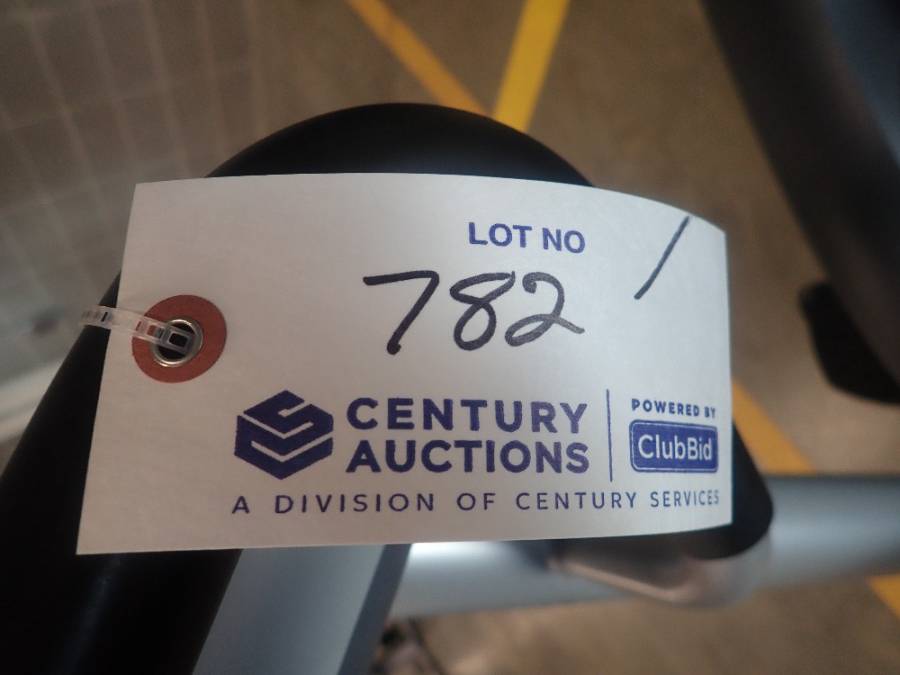 LOT NO
782 /
CENTURY
AUCTIONS
A DIVISION OF CENTURY SERVICES
POWERED BY
ClubBid